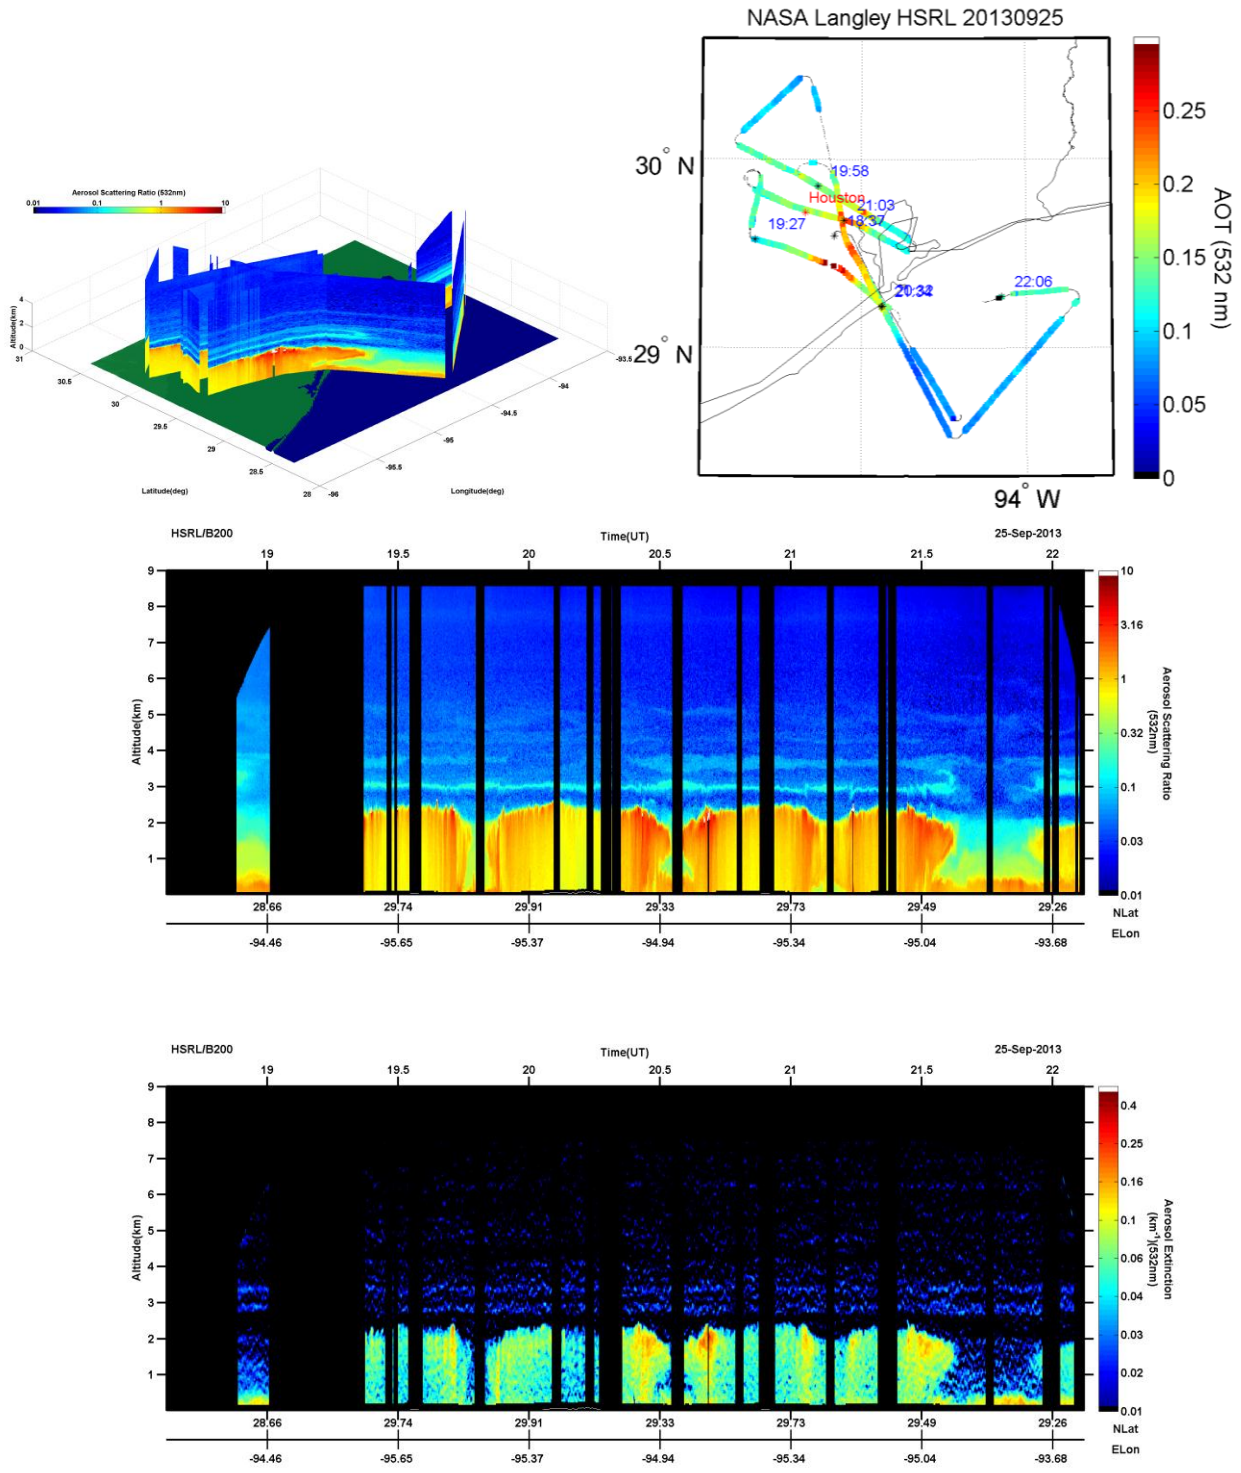 NASA Langley HSRL 20130925
Aerosol Scattering Ratio (532nm)
0.01 0.1 1 10
Altitude(km)
4
2
0
31
30.5
30
29.5
29
28.5
28
-96
-95.5
-95
-94.5
-94
-93.5
Latitude(deg)
Longitude(deg)
30° N
29° N
94° W
19:58
Houston
21:03
18:37
19:27
22:06
0.25
0.2
0.15
0.1
0.05
0
AOT (532 nm)
HSRL/B200 Time(UT) 25-Sep-2013
19 19.5 20 20.5 21 21.5 22
Altitude(km)
9
8
7
6
5
4
3
2
1
10
3.16
1
0.32
0.1
0.03
0.01
Aerosol Scattering Ratio
(532nm)
28.66 29.74 29.91 29.33 29.73 29.49 29.26
NLat
-94.46 -95.65 -95.37 -94.94 -95.34 -95.04 -93.68
ELon
HSRL/B200 Time(UT) 25-Sep-2013
19 19.5 20 20.5 21 21.5 22
Altitude(km)
9
8
7
6
5
4
3
2
1
0.4
0.25
0.16
0.1
0.06
0.04
0.03
0.02
0.01
Aerosol Extinction
(km-1)(532nm)
28.66 29.74 29.91 29.33 29.73 29.49 29.26
NLat
-94.46 -95.65 -95.37 -94.94 -95.34 -95.04 -93.68
ELon